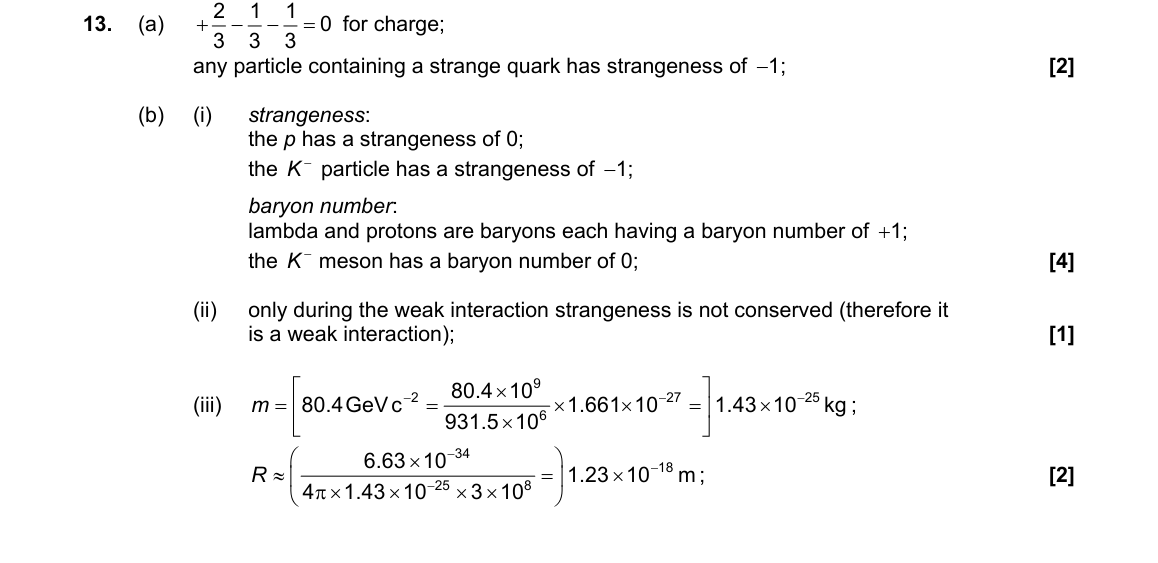 13. (a) +2/3 − 1/3 − 1/3 = 0 for charge;
any particle containing a strange quark has strangeness of −1; [2]
(b) (i) strangeness:
the p has a strangeness of 0;
the K⁻ particle has a strangeness of −1;
baryon number:
lambda and protons are baryons each having a baryon number of +1;
the K⁻ meson has a baryon number of 0; [4]
(ii) only during the weak interaction strangeness is not conserved (therefore it
is a weak interaction); [1]
(iii) m = [80.4 GeV c⁻² = (80.4×10⁹)/(931.5×10⁶) ×1.661×10⁻²⁷ =] 1.43×10⁻²⁵ kg;
R ≈ (6.63×10⁻³⁴/(4π×1.43×10⁻²⁵×3×10⁸) =) 1.23×10⁻¹⁸ m; [2]